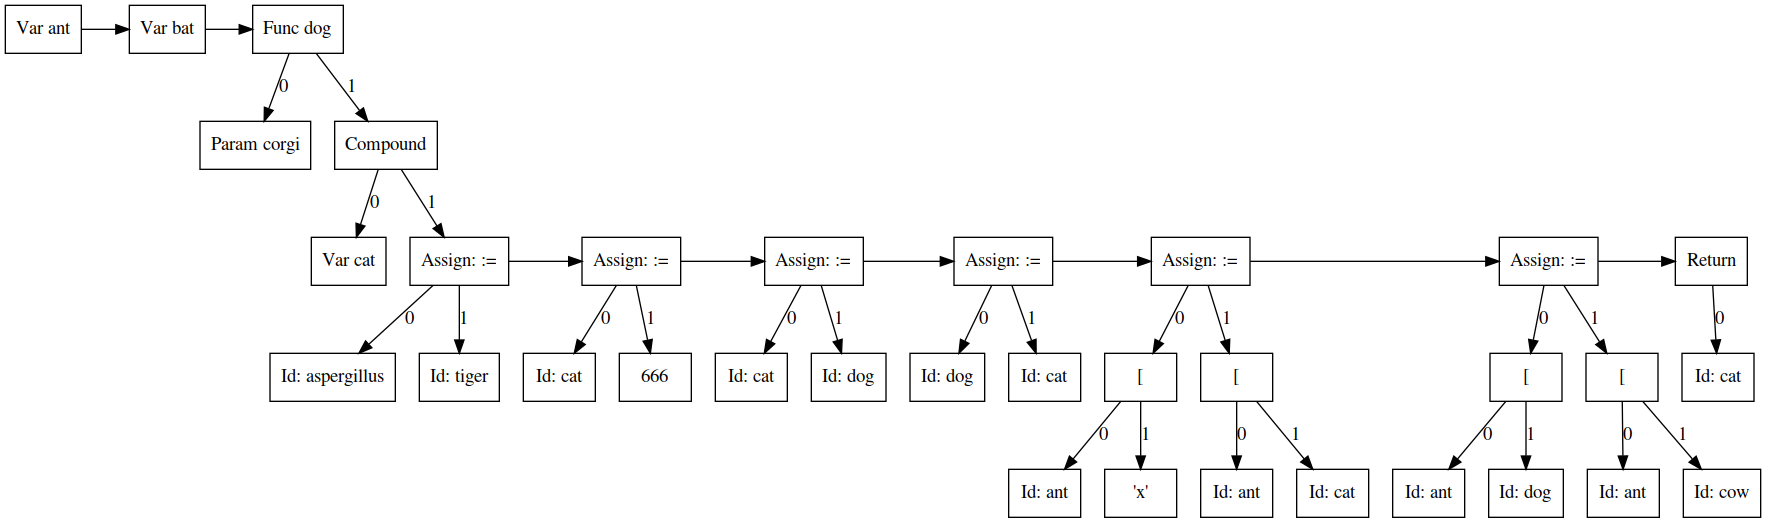 Var ant
Var bat
Func dog
0
1
Param corgi
Compound
0
1
Var cat
Assign: :=
Assign: :=
Assign: :=
Assign: :=
Assign: :=
Assign: :=
Return
0
1
0
1
0
1
0
1
0
1
0
1
0
Id: aspergillus
Id: tiger
Id: cat
666
Id: cat
Id: dog
Id: dog
Id: cat
[
[
[
[
Id: cat
0
1
0
1
0
1
0
1
Id: ant
'x'
Id: ant
Id: cat
Id: ant
Id: dog
Id: ant
Id: cow